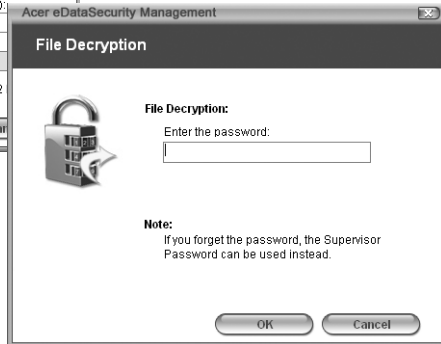 Acer eDataSecurity Management
File Decryption
File Decryption:
Enter the password:
Note:
If you forget the password, the Supervisor
Password can be used instead.
OK
Cancel